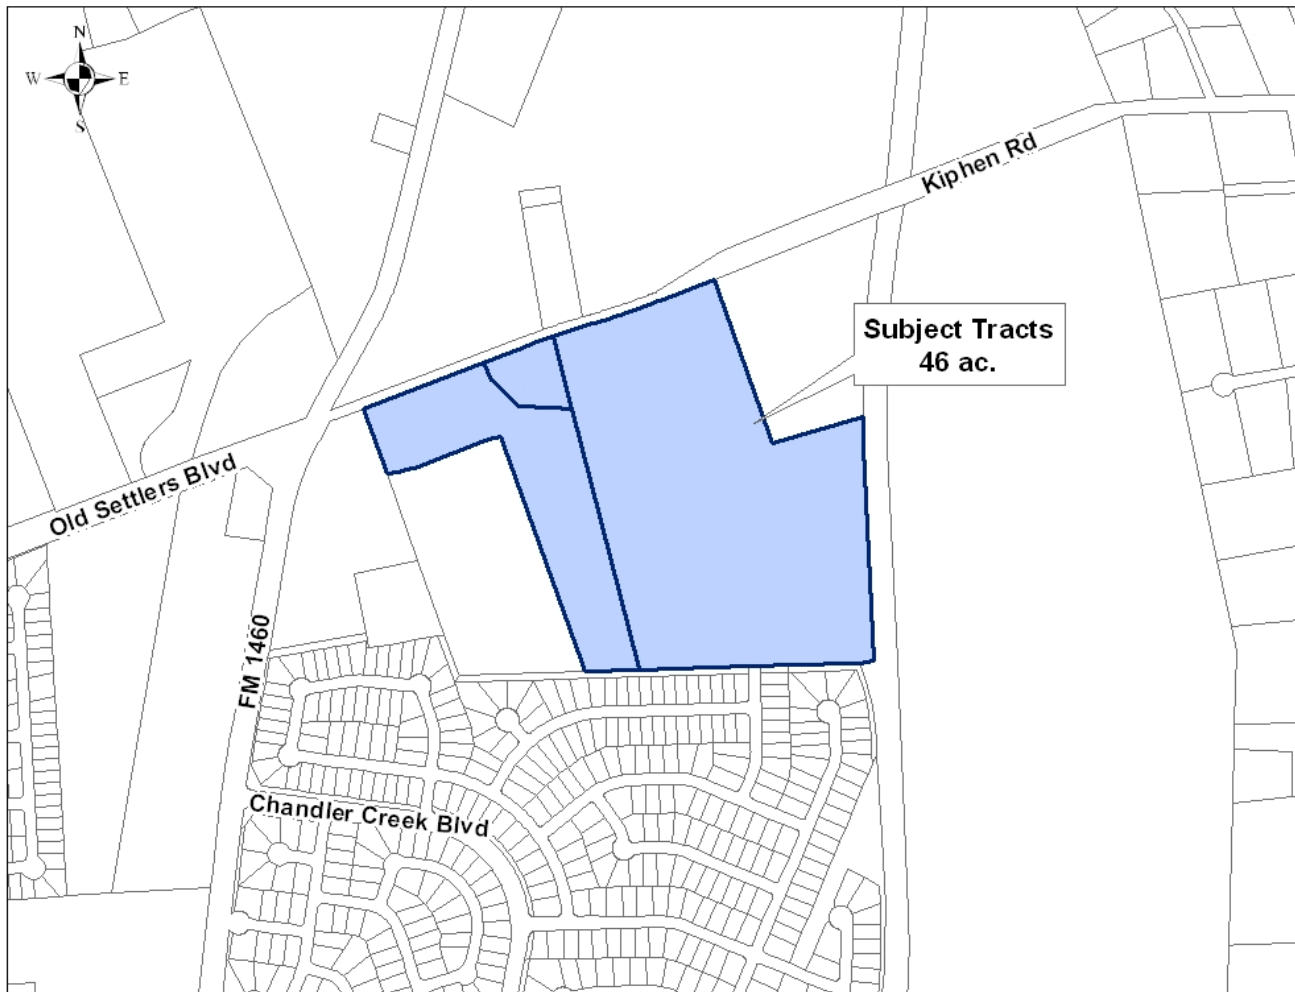 N
W E
S
Kiphen Rd
Subject Tracts
46 ac.
Old Settlers Blvd
FM 1460
Chandler Creek Blvd